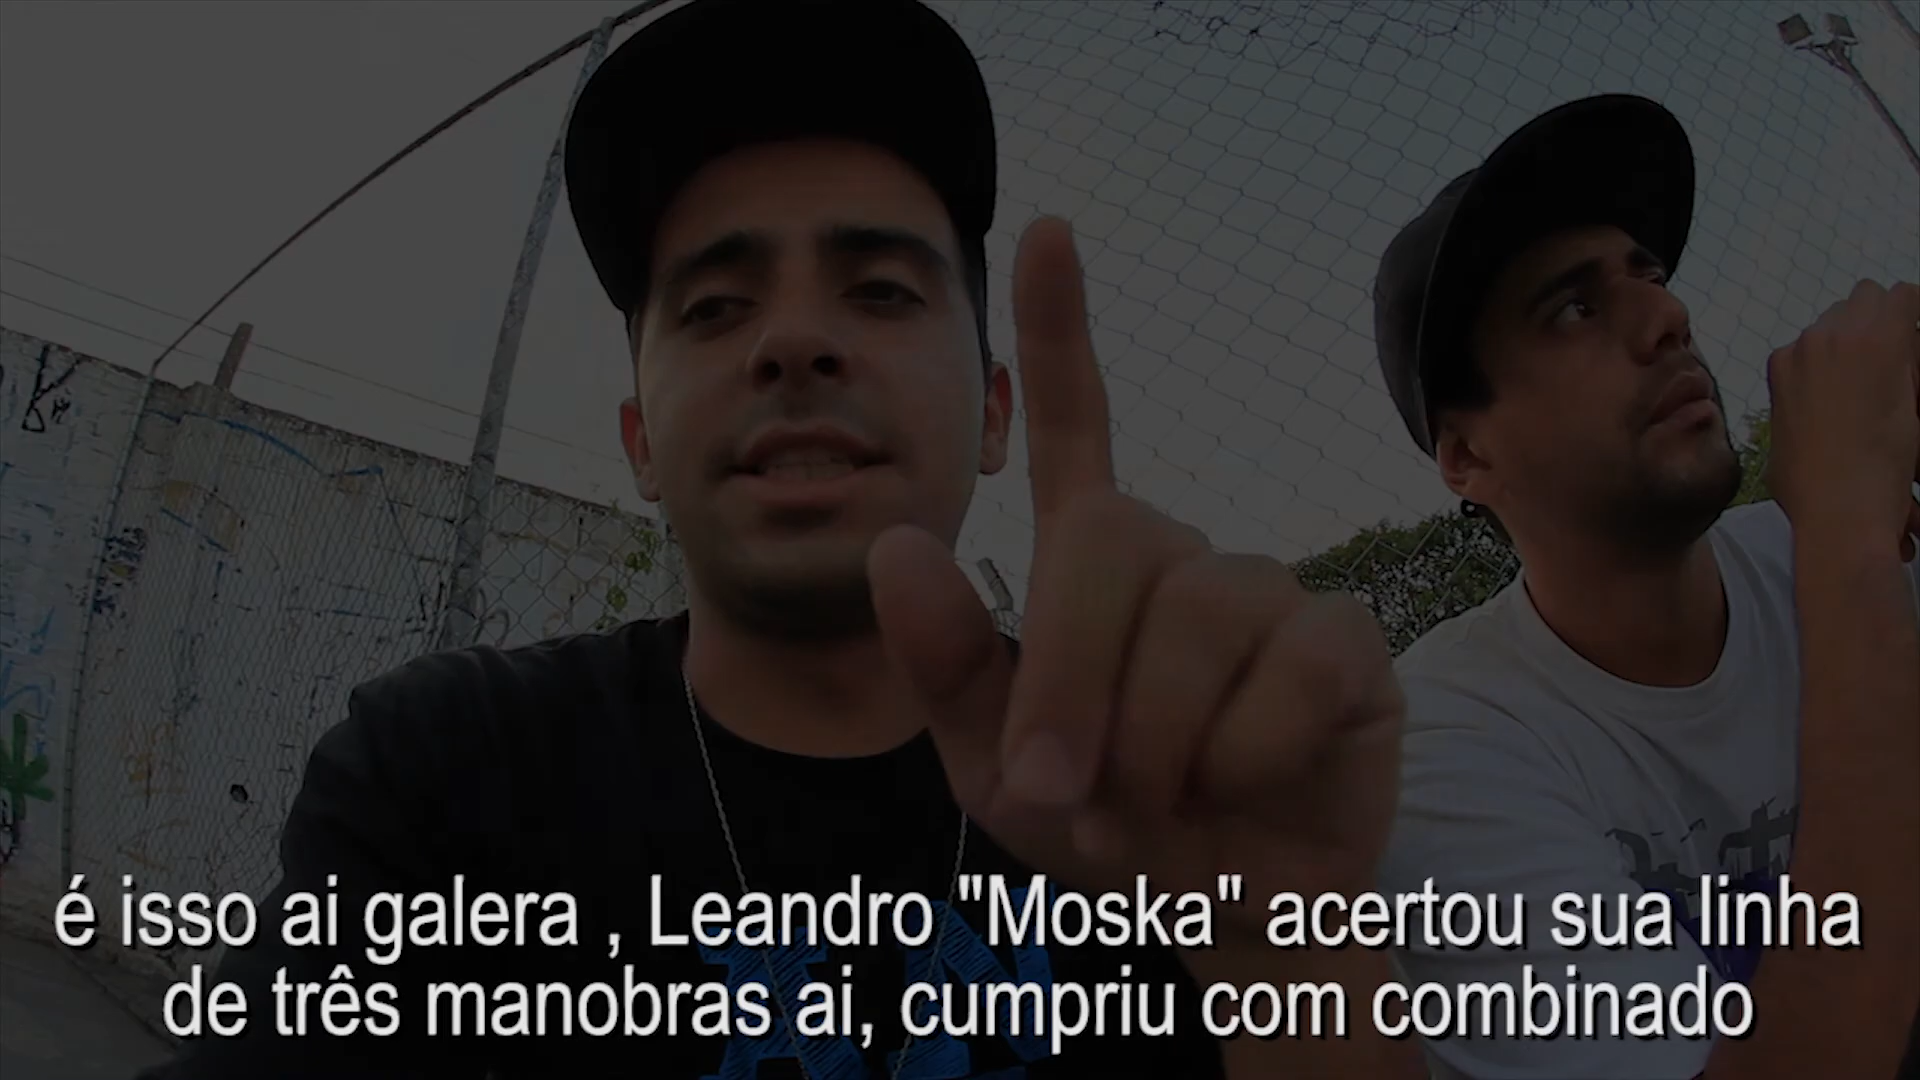 é isso ai galera , Leandro "Moska" acertou sua linha
de três manobras ai, cumpriu com combinado